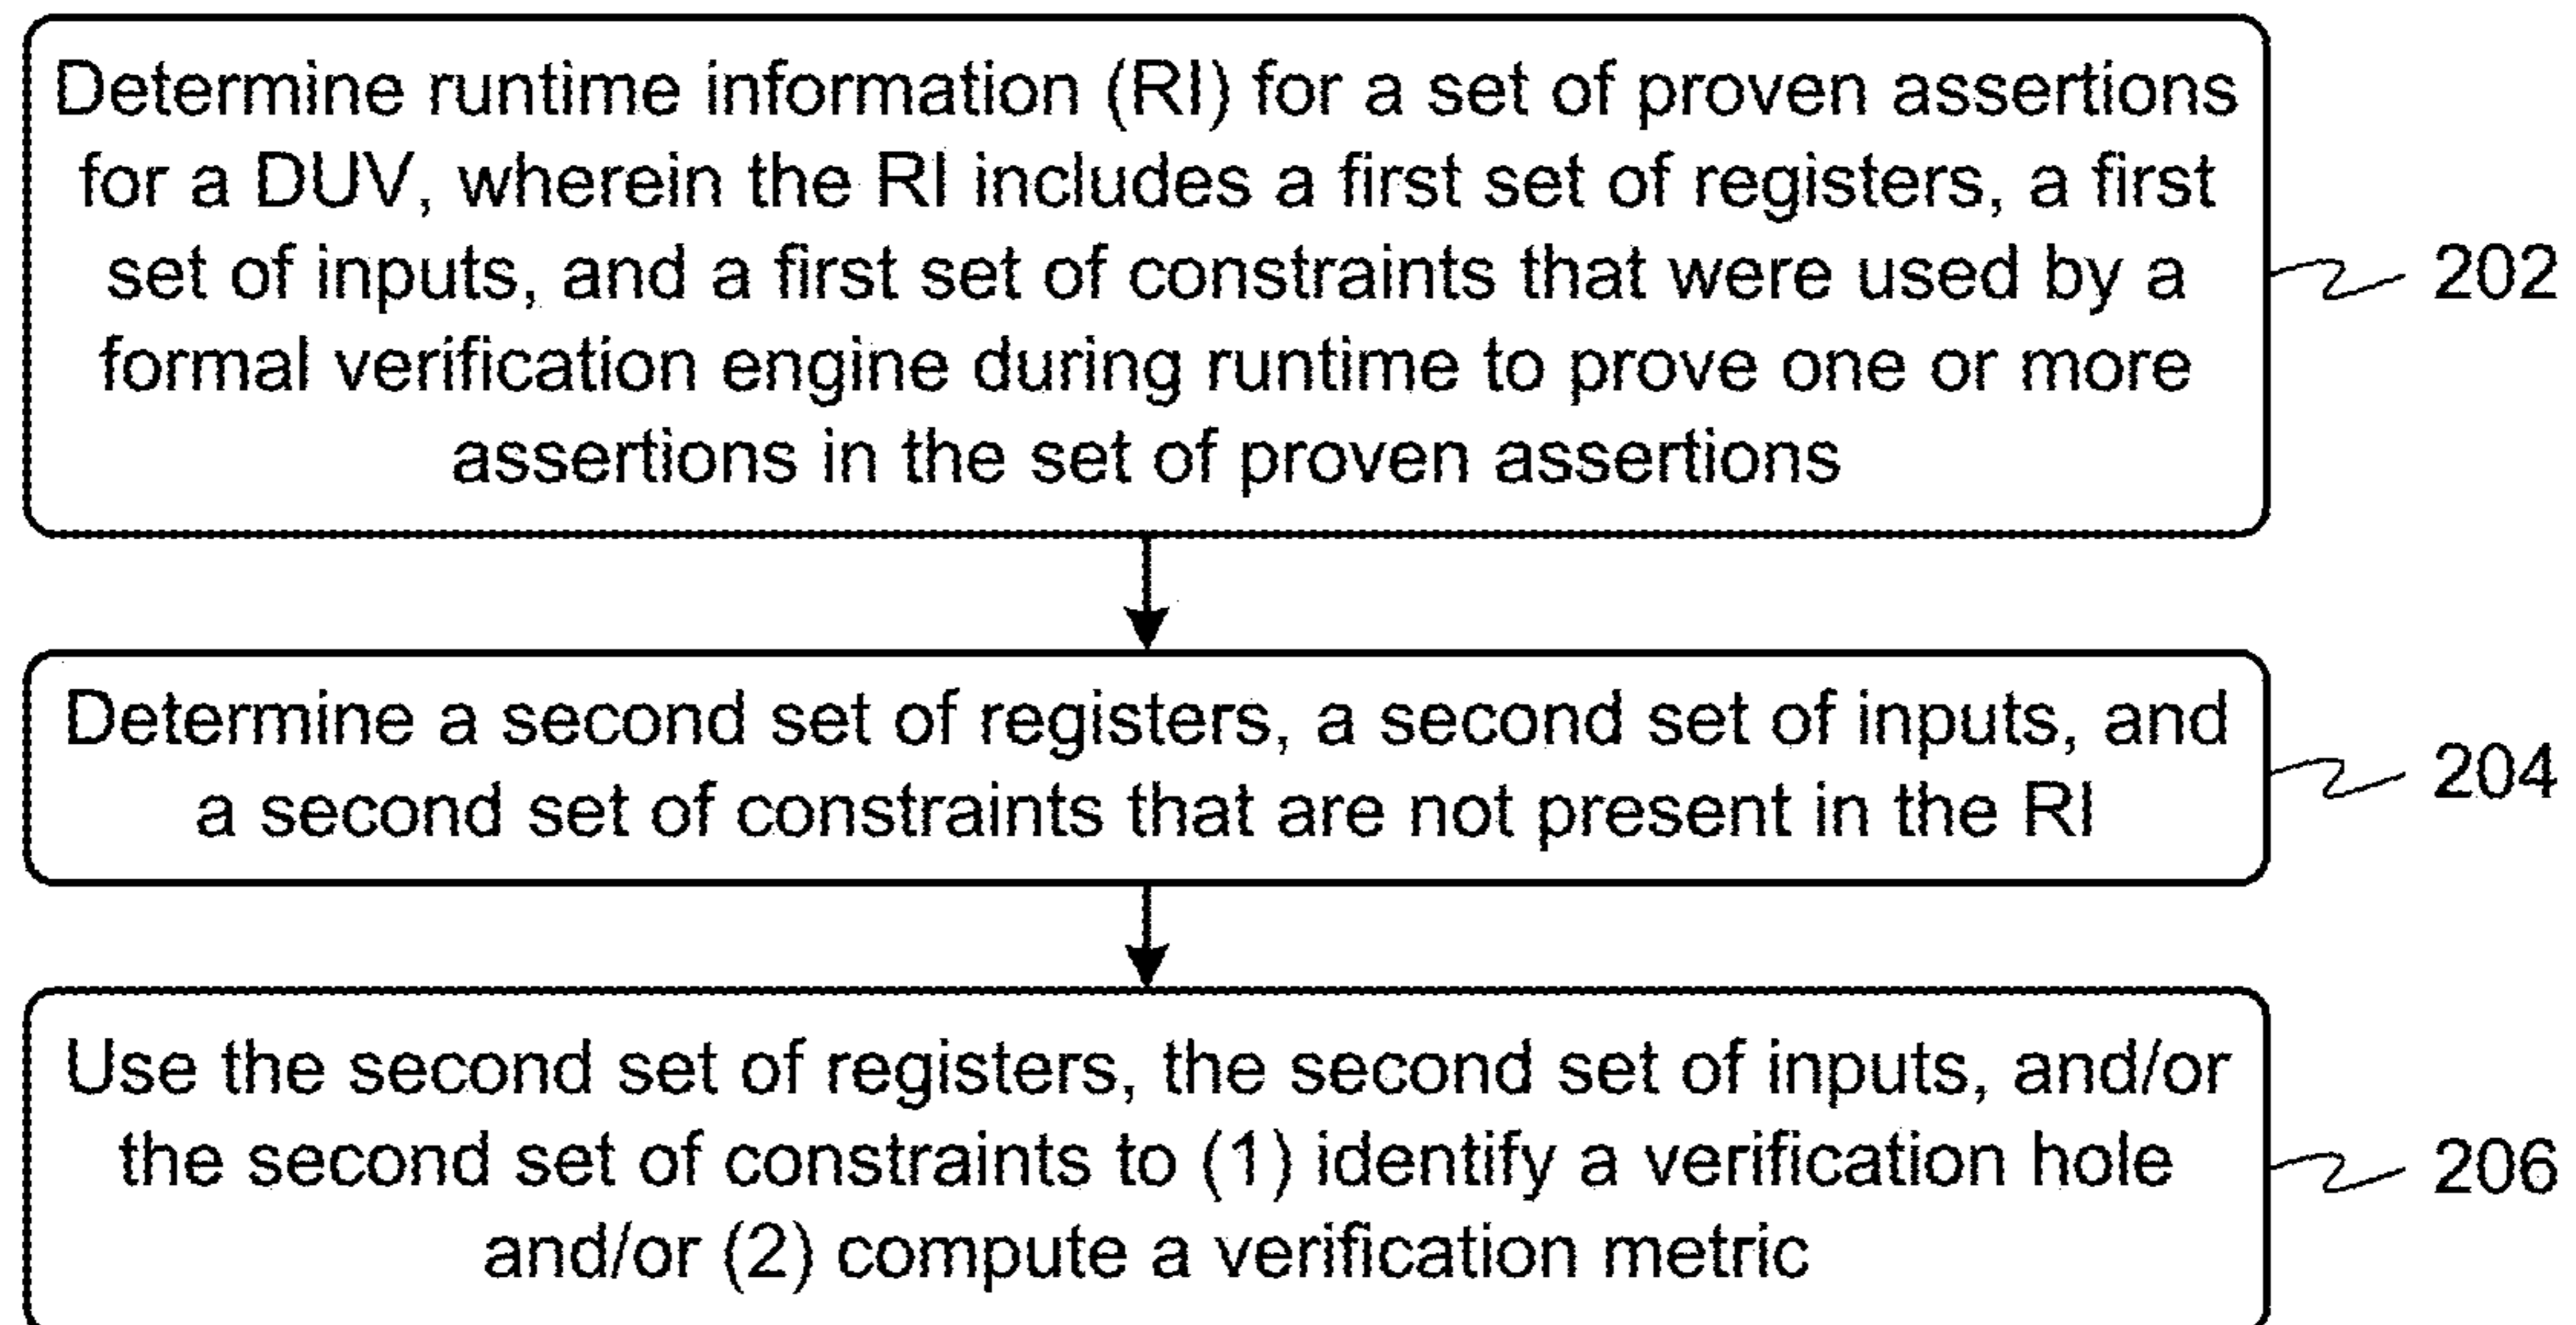 Determine runtime information (RI) for a set of proven assertions
for a DUV, wherein the RI includes a first set of registers, a first
set of inputs, and a first set of constraints that were used by a
formal verification engine during runtime to prove one or more
assertions in the set of proven assertions
202
Determine a second set of registers, a second set of inputs, and
a second set of constraints that are not present in the RI
204
Use the second set of registers, the second set of inputs, and/or
the second set of constraints to (1) identify a verification hole
and/or (2) compute a verification metric
206